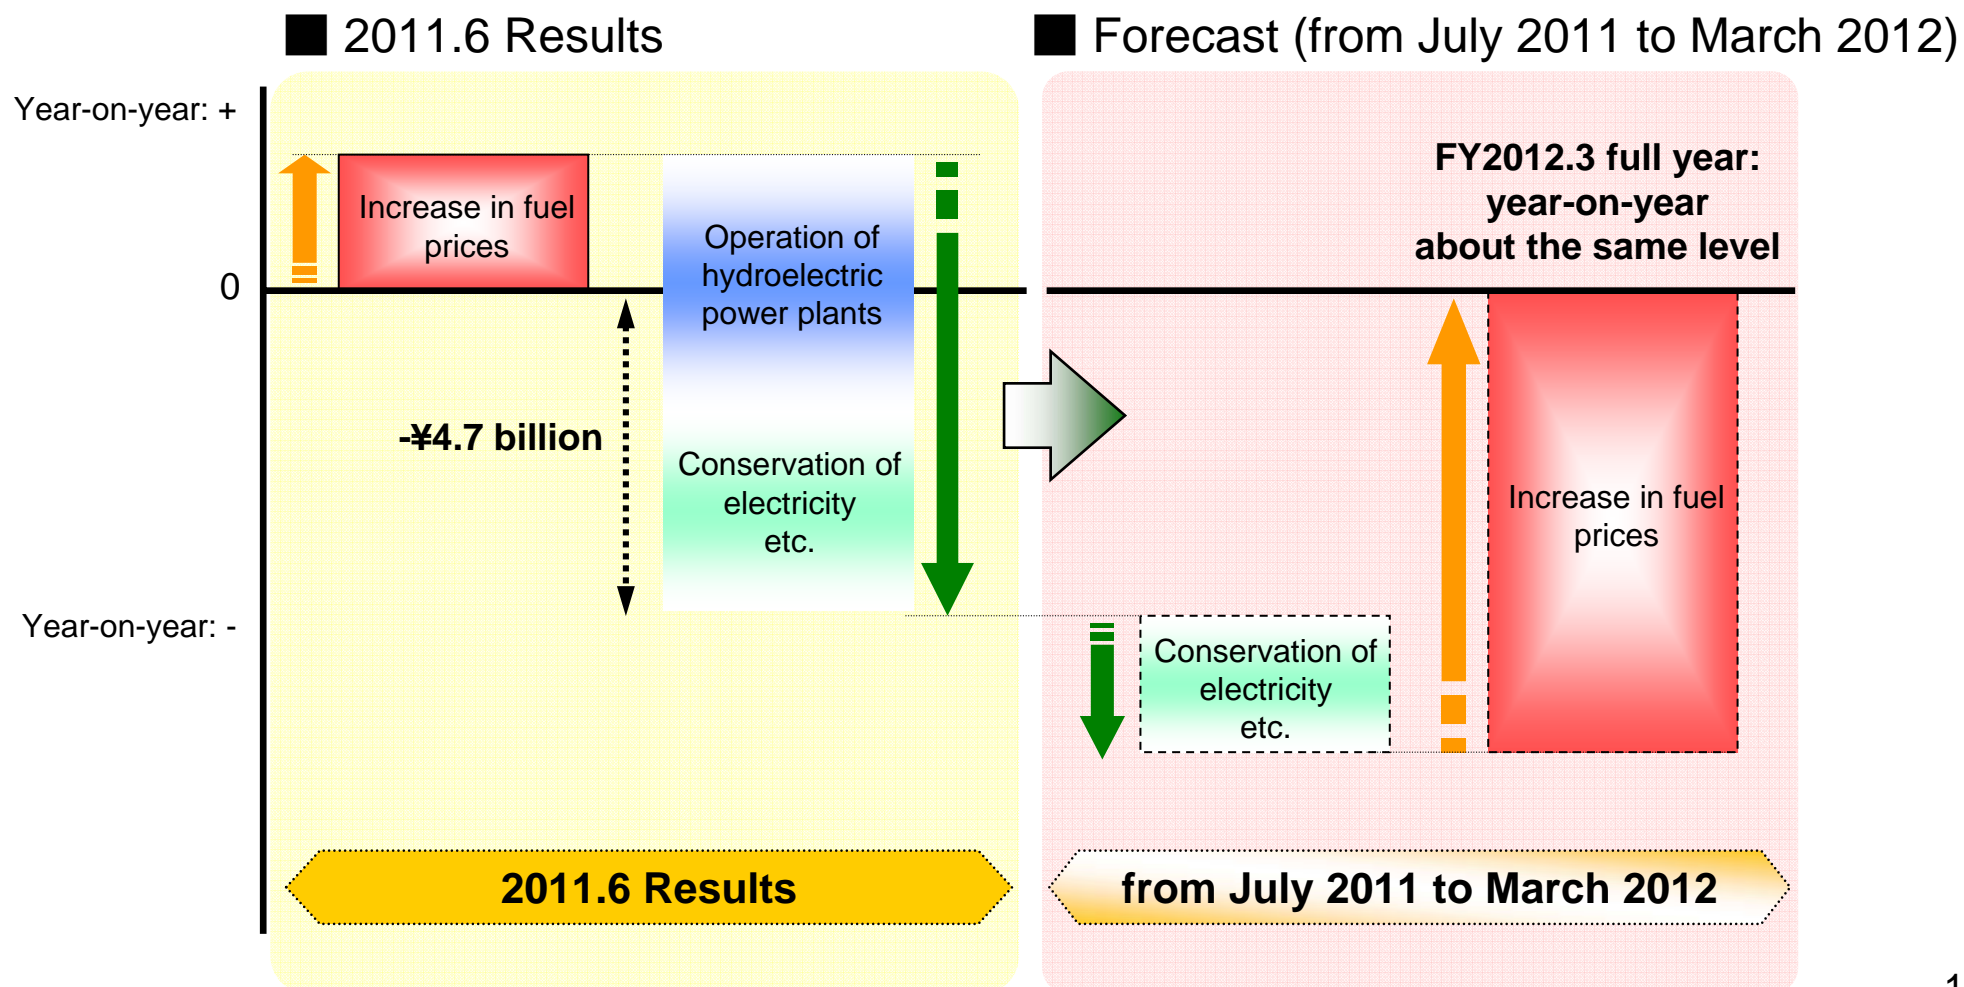 ■ 2011.6 Results
■ Forecast (from July 2011 to March 2012)
Year-on-year: +
0
Year-on-year: -
Increase in fuel
prices
Operation of
hydroelectric
power plants
-¥4.7 billion
Conservation of
electricity
etc.
FY2012.3 full year:
year-on-year
about the same level
Increase in fuel
prices
Conservation of
electricity
etc.
2011.6 Results
from July 2011 to March 2012